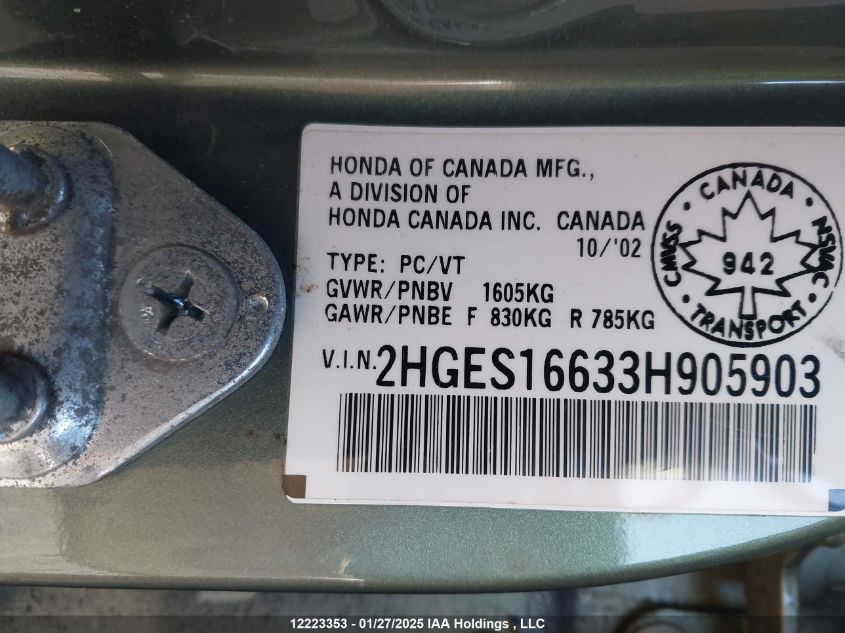 HONDA OF CANADA MFG.,
A DIVISION OF
HONDA CANADA INC. CANADA
10/'02
TYPE: PC/VT
GVWR/PNBV 1605KG
GAWR/PNBE F 830KG R 785KG
V.I.N. 2HGES16633H905903
• CANADA •
CMVSS
NSVAC
942
• TRANSPORT •
12223353 - 01/27/2025 IAA Holdings , LLC